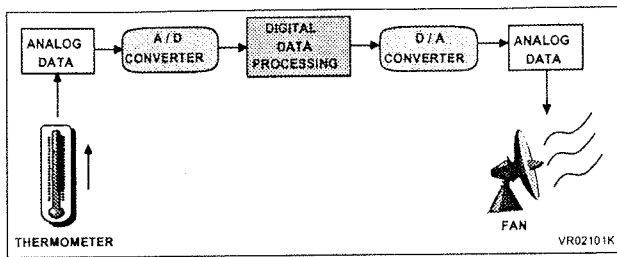 ANALOG
DATA
A / D
CONVERTER
DIGITAL
DATA
PROCESSING
D / A
CONVERTER
ANALOG
DATA
THERMOMETER
FAN
VR02101K